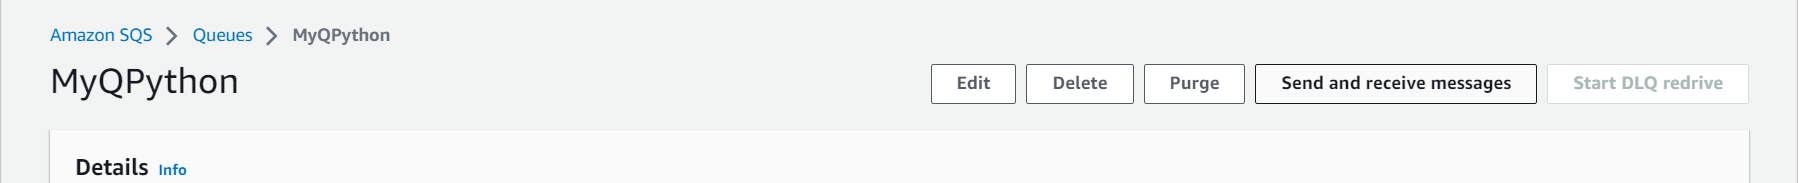 Amazon SQS > Queues > MyQPython
MyQPython
Edit Delete Purge Send and receive messages Start DLQ redrive
Details Info